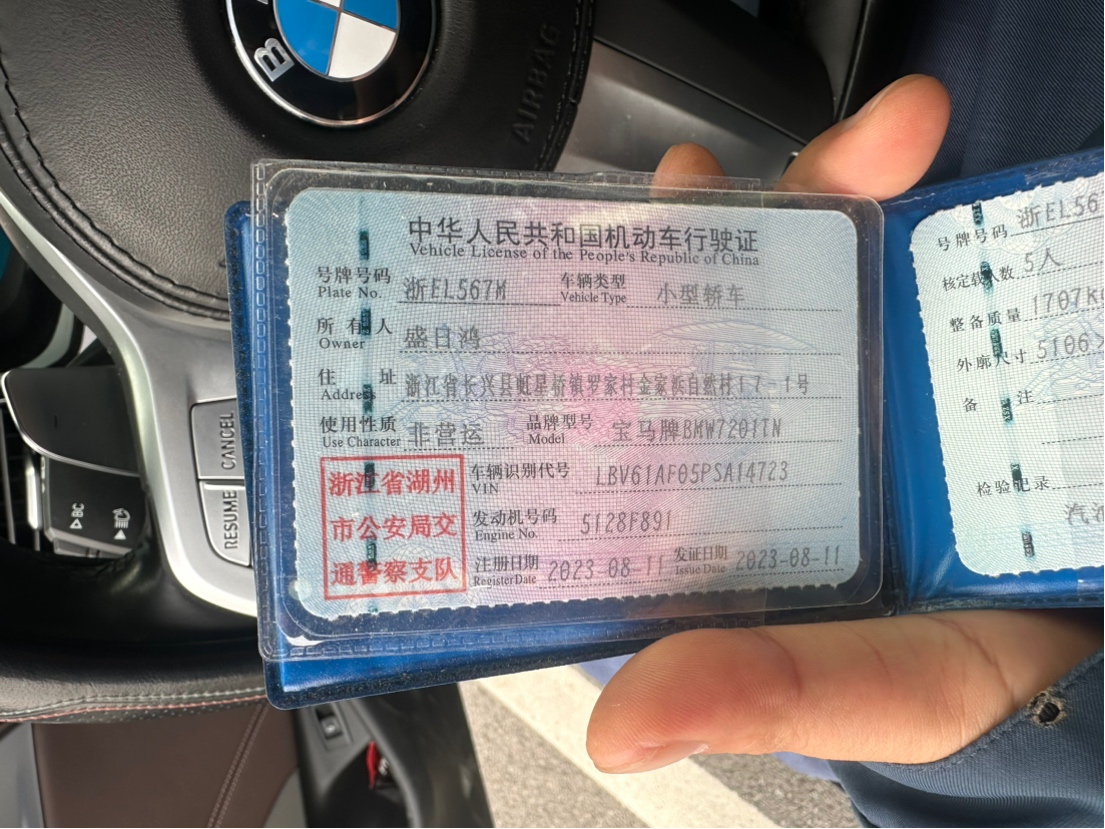 B
AIRBAG
CANCEL
RESUME
中华人民共和国机动车行驶证
Vehicle License of the People's Republic of China
号牌号码 浙EL567M 车辆类型 小型轿车
Plate No. Vehicle Type
所有人 盛日鸿
Owner
住址 浙江省长兴县虹星桥镇罗家村金家浜自然村17-1号
Address
使用性质 非营运 品牌型号 宝马牌BMW7201TN
Use Character Model
浙江省湖州
市公安局交
通警察支队
车辆识别代号 LBV61AF05PSA14723
VIN
发动机号码 5128F891
Engine No.
注册日期 2023-08-11 发证日期 2023-08-11
Register Date Issue Date
号牌号码 浙EL567
核定载人数 5人
整备质量 1707kg
外廓尺寸 5106×
备注
检验记录
汽油